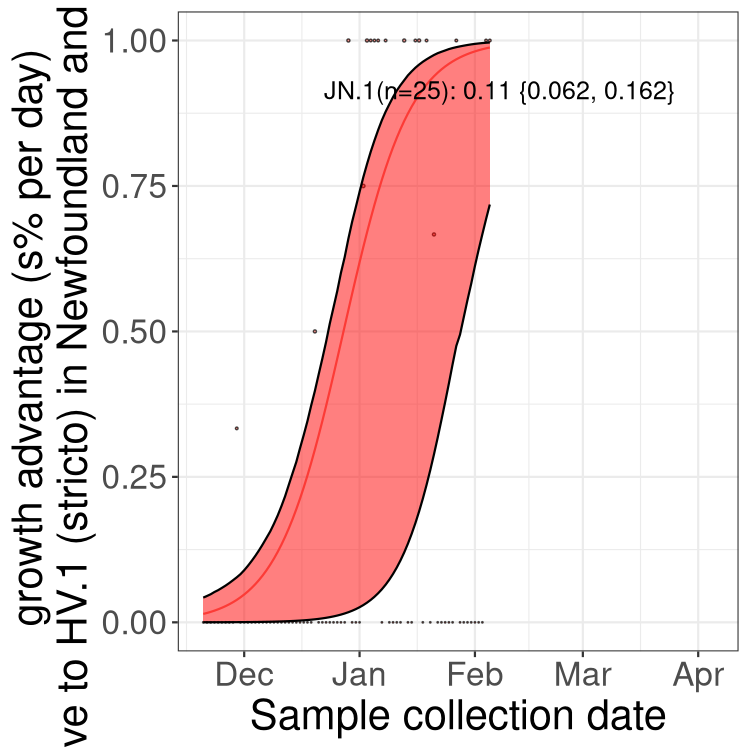 growth advantage (s% per day)
ve to HV.1 (stricto) in Newfoundland and
1.00
0.75
0.50
0.25
0.00
JN.1(n=25): 0.11 {0.062, 0.162}
Dec Jan Feb Mar Apr
Sample collection date